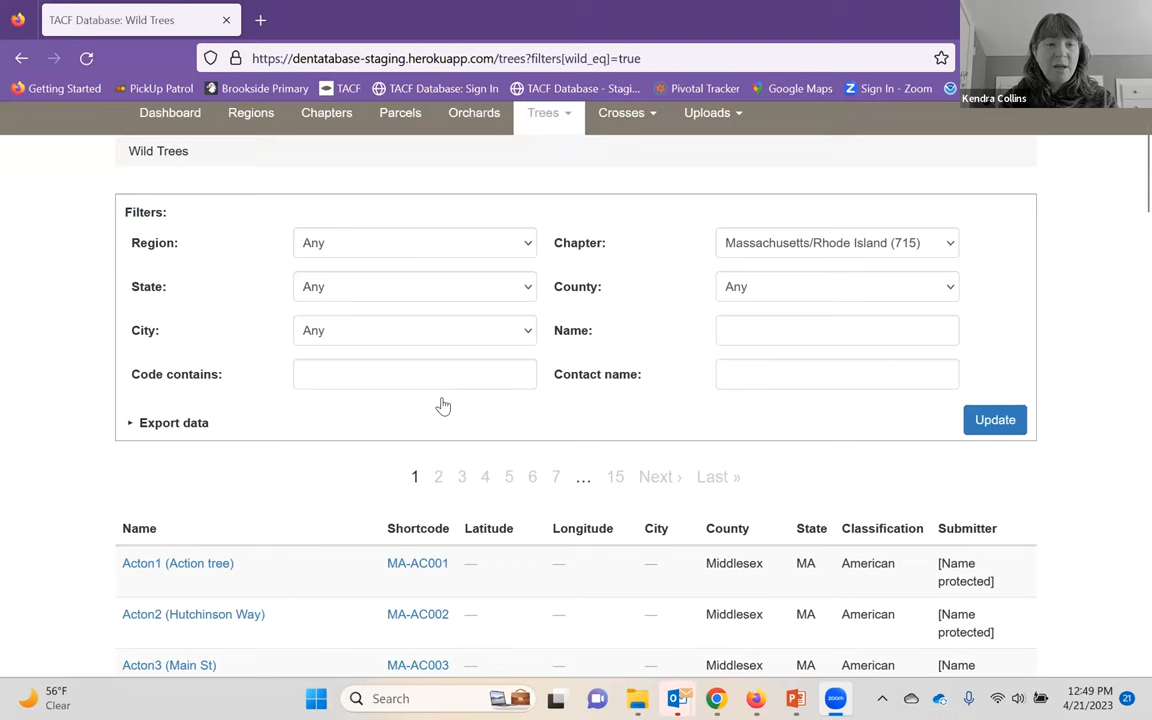 TACF Database: Wild Trees
https://dentatabase-staging.herokuapp.com/trees?filters[wild_eq]=true
Getting Started PickUp Patrol Brookside Primary TACF TACF Database: Sign In TACF Database - Stagi... Pivotal Tracker Google Maps Sign In - Zoom
Kendra Collins
Dashboard Regions Chapters Parcels Orchards Trees Crosses Uploads
Wild Trees
Filters:
Region: Any Chapter: Massachusetts/Rhode Island (715)
State: Any County: Any
City: Any Name:
Code contains: Contact name:
Export data Update
1 2 3 4 5 6 7 ... 15 Next › Last »
Name Shortcode Latitude Longitude City County State Classification Submitter
Acton1 (Action tree) MA-AC001 — — — Middlesex MA American [Name
protected]
Acton2 (Hutchinson Way) MA-AC002 — — — Middlesex MA American [Name
protected]
Acton3 (Main St) MA-AC003 — — — Middlesex MA American [Name
56°F
Clear
Search
zoom
12:49 PM
4/21/2023
21